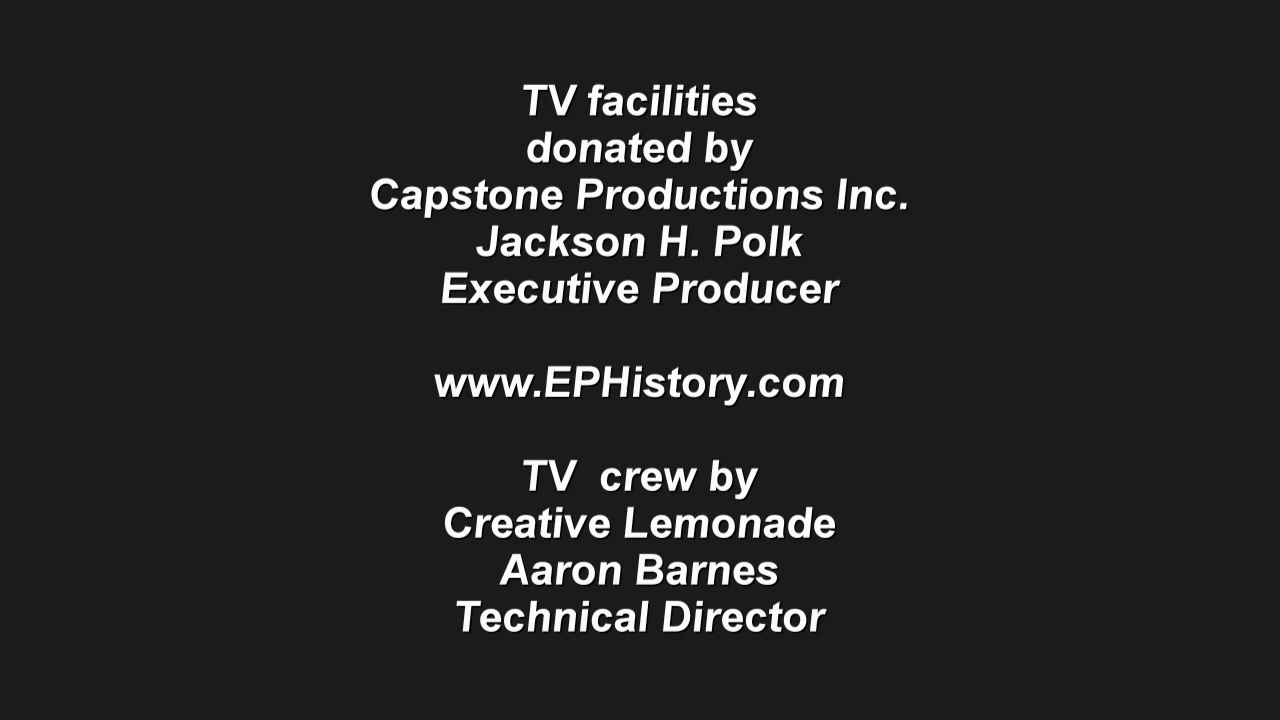 TV facilities
donated by
Capstone Productions Inc.
Jackson H. Polk
Executive Producer
www.EPHistory.com
TV  crew by
Creative Lemonade
Aaron Barnes
Technical Director